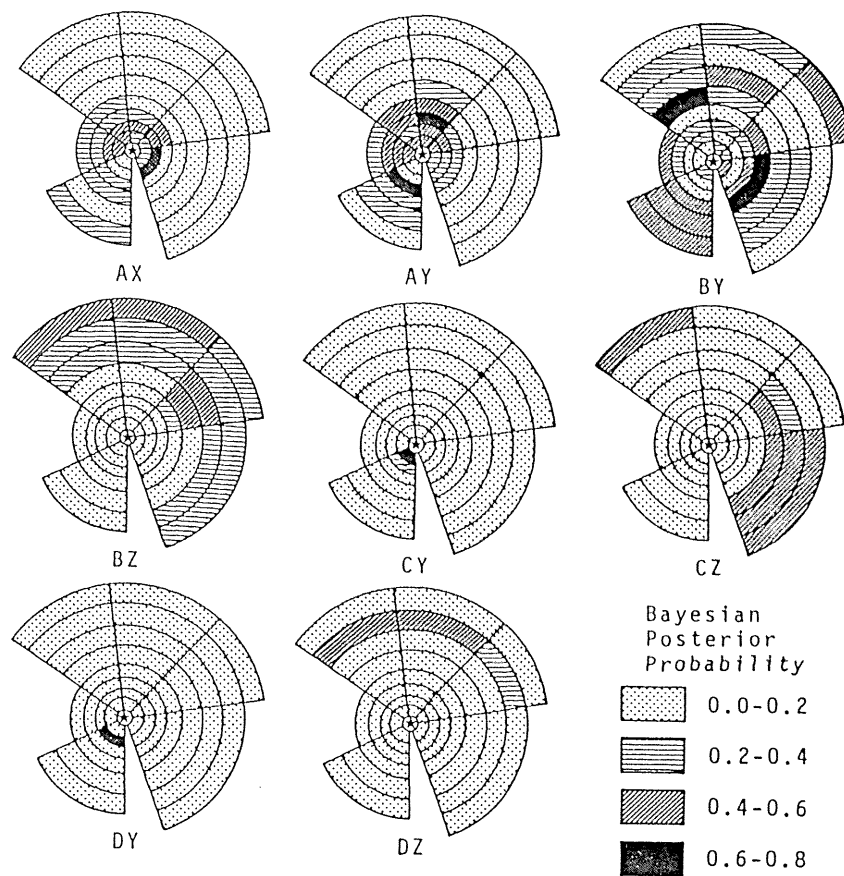 AX
AY
BY
BZ
CY
CZ
DY
DZ
Bayesian
Posterior
Probability
0.0-0.2
0.2-0.4
0.4-0.6
0.6-0.8